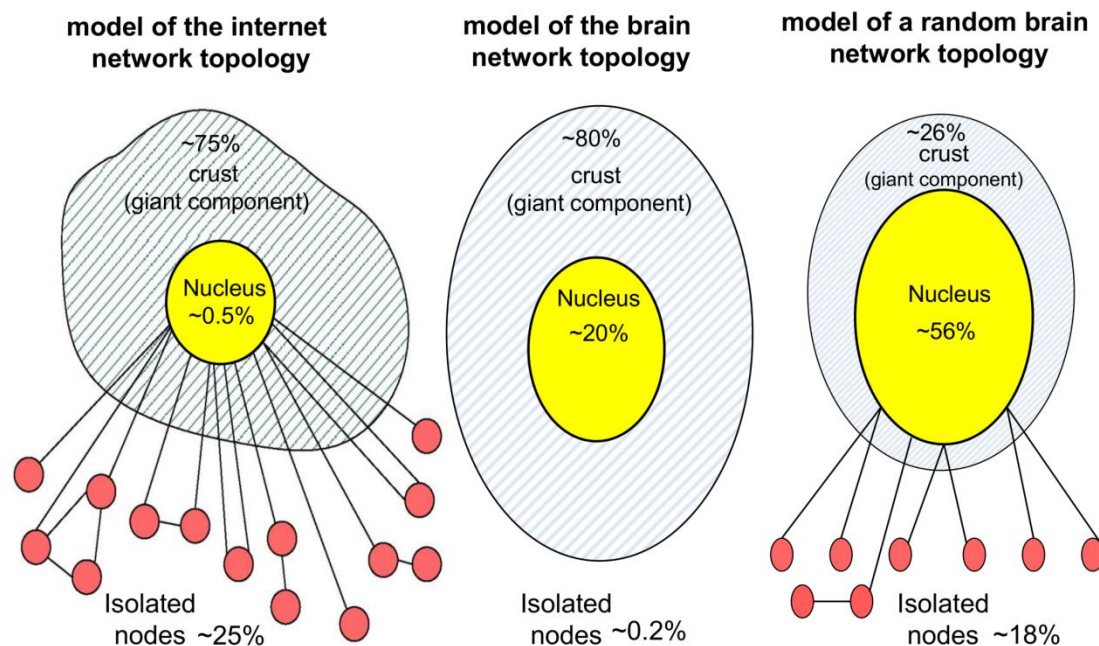 model of the internet
network topology
~75%
crust
(giant component)
Nucleus
~0.5%
Isolated
nodes ~25%
model of the brain
network topology
~80%
crust
(giant component)
Nucleus
~20%
Isolated
nodes ~0.2%
model of a random brain
network topology
~26%
crust
(giant component)
Nucleus
~56%
Isolated
nodes ~18%